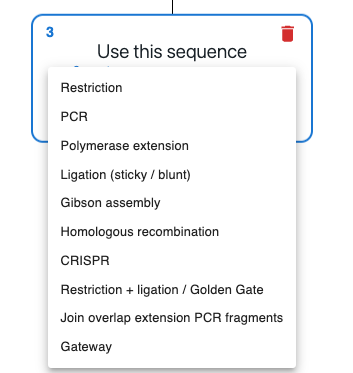 3
Use this sequence
Restriction
PCR
Polymerase extension
Ligation (sticky / blunt)
Gibson assembly
Homologous recombination
CRISPR
Restriction + ligation / Golden Gate
Join overlap extension PCR fragments
Gateway